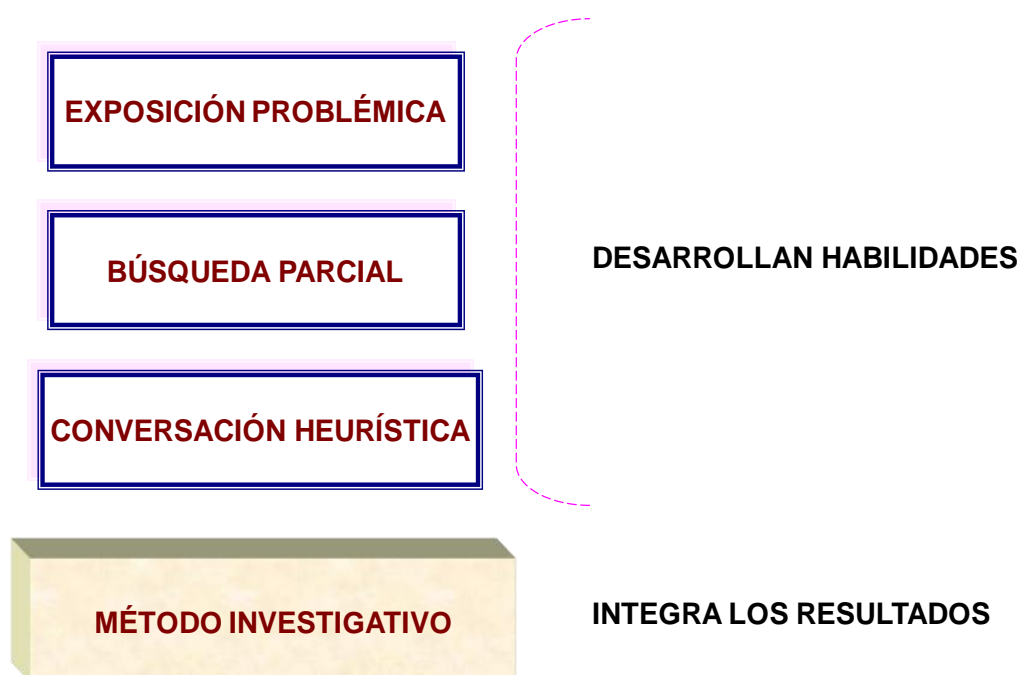 EXPOSICIÓN PROBLÉMICA
BÚSQUEDA PARCIAL
DESARROLLAN HABILIDADES
CONVERSACIÓN HEURÍSTICA
MÉTODO INVESTIGATIVO
INTEGRA LOS RESULTADOS